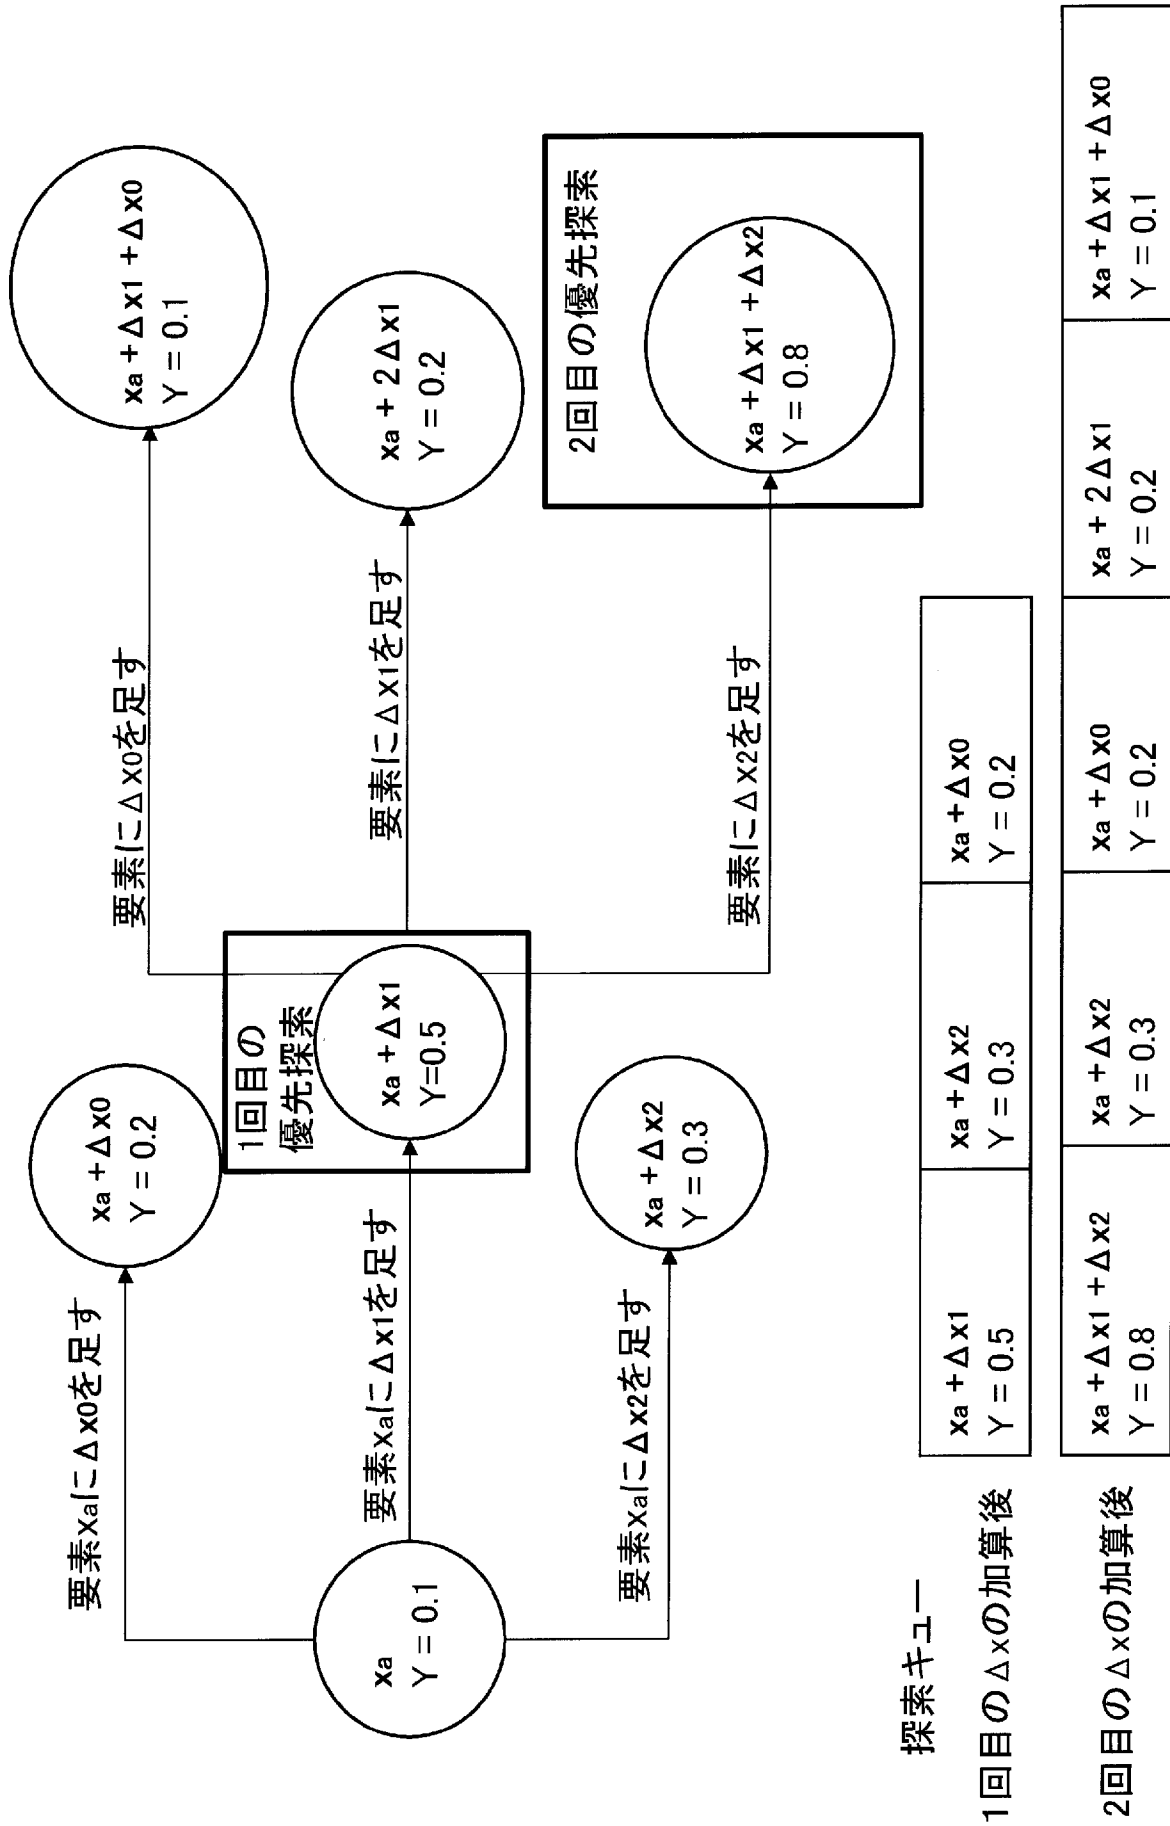 要素xaにΔx0を足す
xa+Δx0
Y = 0.2
要素にΔx0を足す
xa+Δx1+Δx0
Y = 0.1
xa
Y = 0.1
要素xaにΔx1を足す
1回目の
優先探索
xa+Δx1
Y=0.5
要素にΔx1を足す
xa+2Δx1
Y = 0.2
要素xaにΔx2を足す
xa+Δx2
Y = 0.3
要素にΔx2を足す
2回目の優先探索
xa+Δx1+Δx2
Y = 0.8
探索キュー
1回目のΔxの加算後
xa+Δx1
Y = 0.5
xa+Δx2
Y = 0.3
xa+Δx0
Y = 0.2
2回目のΔxの加算後
xa+Δx1+Δx2
Y = 0.8
xa+Δx2
Y = 0.3
xa+Δx0
Y = 0.2
xa+2Δx1
Y = 0.2
xa+Δx1+Δx0
Y = 0.1